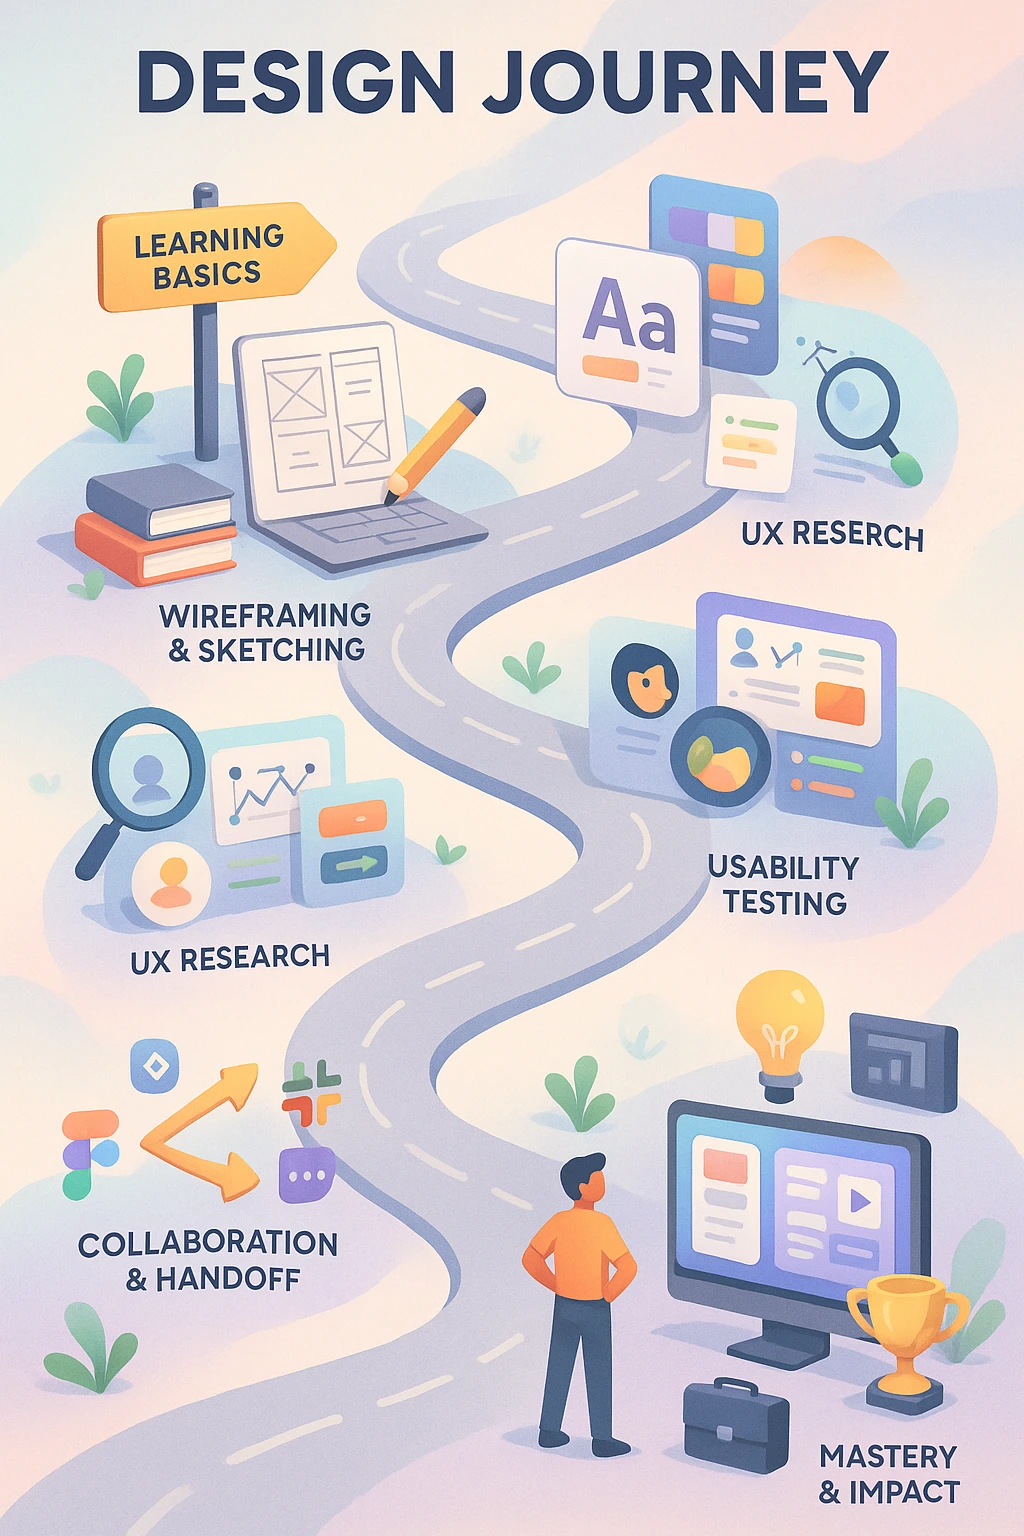 DESIGN JOURNEY
LEARNING
BASICS
Aa
UX RESERCH
WIREFRAMING
& SKETCHING
USABILITY
TESTING
UX RESEARCH
COLLABORATION
& HANDOFF
MASTERY
& IMPACT